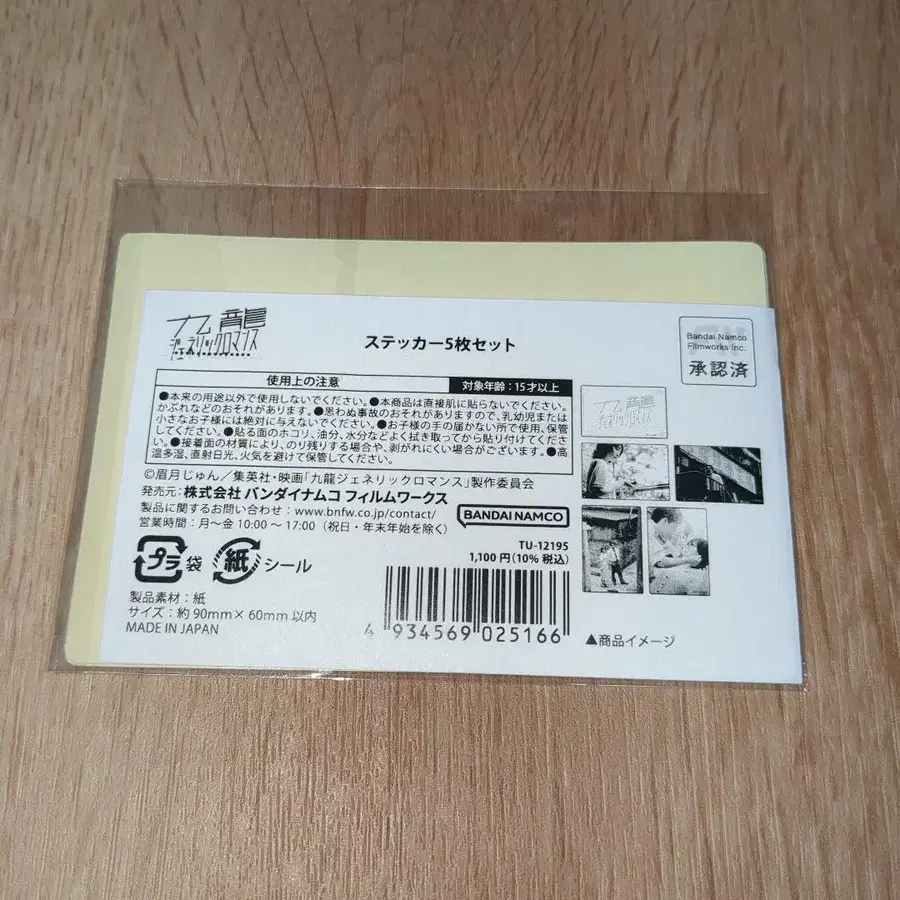 九龍
ジェネリックロマンス
ステッカー5枚セット
Bandai Namco
Filmworks Inc.
承認済
使用上の注意
対象年齢：15才以上
●本来の用途以外で使用しないでください。●本商品は直接肌に貼らないでください。
かぶれなどのおそれがあります。●思わぬ事故のおそれがありますので、乳幼児または
小さなお子様には絶対に与えないでください。●お子様の手の届かない所で使用、保管
してください。●貼る面のホコリ、油分、水分などよく拭き取ってから貼り付けてくださ
い。●接着面の材質により、のり残りする場合や、剥がれにくい場合がございます。●高
温多湿、直射日光、火気を避けて保管してください。
©眉月じゅん／集英社・映画「九龍ジェネリックロマンス」製作委員会
発売元：株式会社 バンダイナムコ フィルムワークス
製品に関するお問い合わせ：www.bnfw.co.jp/contact/
営業時間：月～金 10:00 ～ 17:00（祝日・年末年始を除く）
BANDAI NAMCO
TU-12195
1,100 円（10% 税込）
プラ 袋 紙 シール
製品素材：紙
サイズ：約 90mm × 60mm 以内
MADE IN JAPAN
4 934569 025166
九龍
ジェネリックロマンス
▲商品イメージ